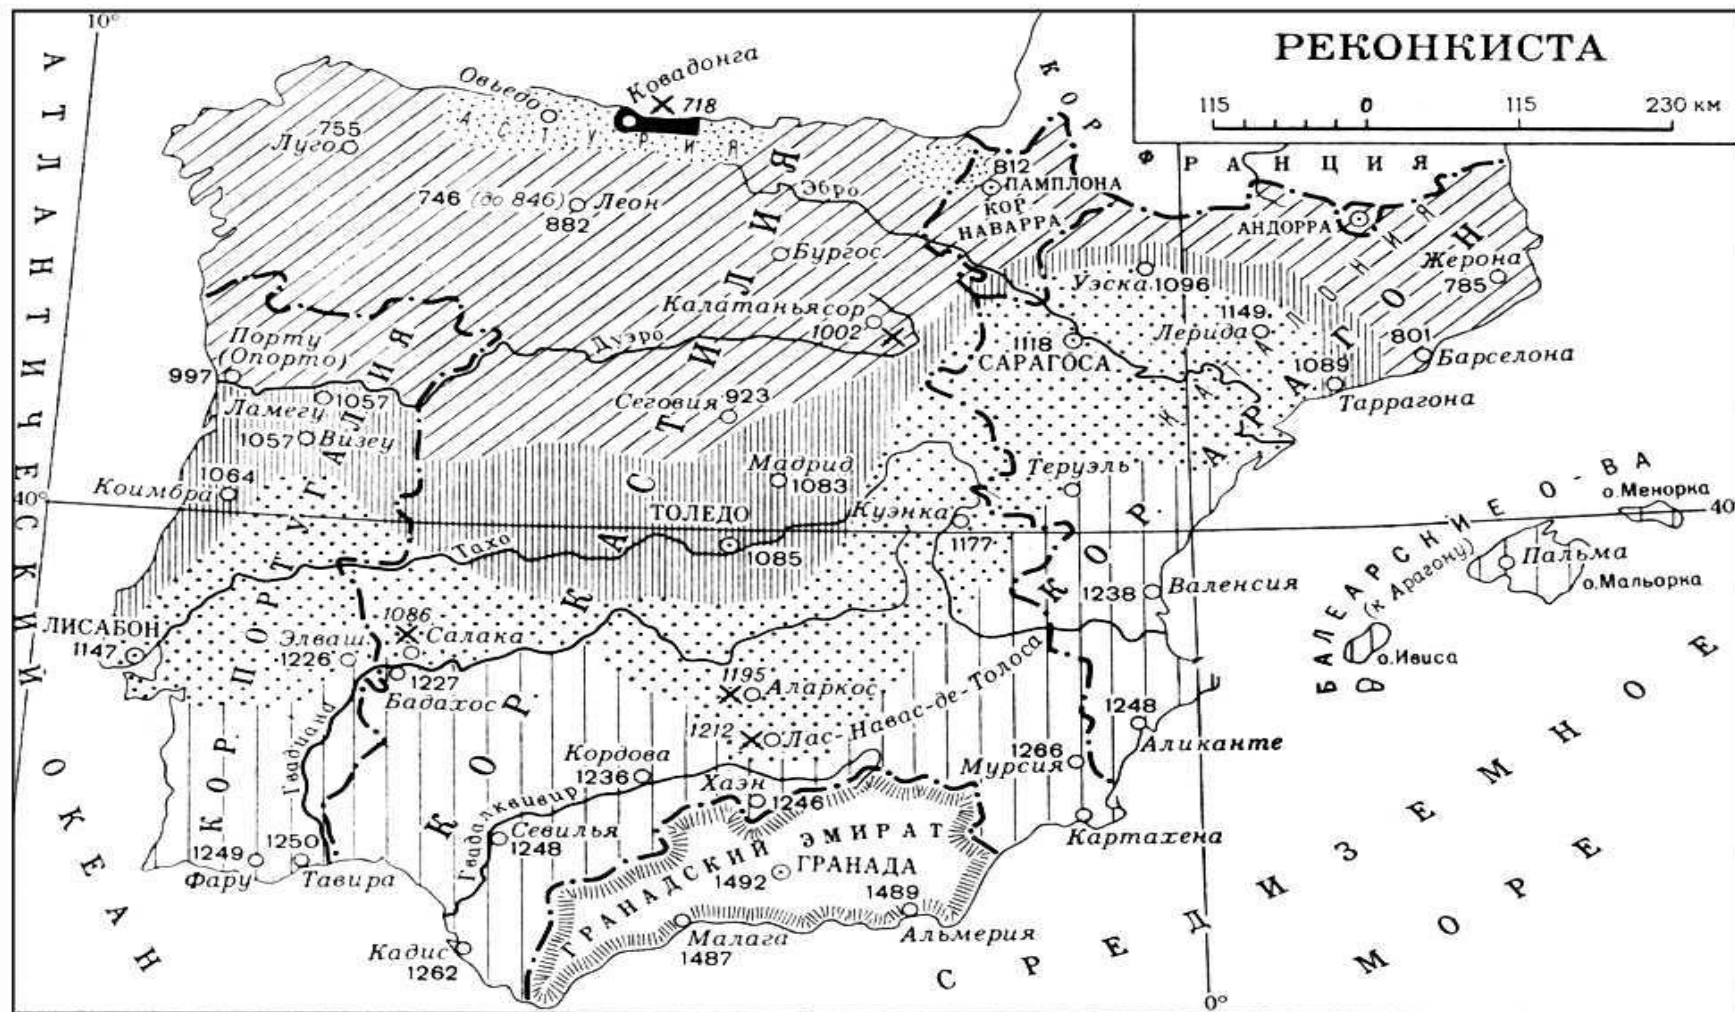 РЕКОНКИСТА
115 0 115 230 км
10°
АТЛАНТИЧЕСКИЙ
ОКЕАН
Овьедо
Ковадонга
718
АСТУРИЯ
755
Луго
746 (до 846) Леон
882
Бургос
Эбро
812
ПАМПЛОНА
КОР.
НАВАРРА
КОР. ФРАНЦИЯ
АНДОРРА
Жерона
785
Уэска 1096
Калатаньясор
1002
Дуэро
1149
Лерида
1118
САРАГОСА
801
Барселона
1089
Таррагона
КАТАЛОНИЯ
Порту
(Опорто)
997
1057
Ламегу
1057 Визеу
1064
Коимбра
Сеговия 923
Мадрид
1083
ТОЛЕДО
1085
Тахо
Теруэль
Куэнка
1177
40°
40
КОР. АРАГОН
КОР. КАСТИЛИЯ
КОР. ПОРТУГАЛИЯ
БАЛЕАРСКИЕ О-ВА
(к Арагону)
о.Менорка
Пальма
о.Мальорка
о.Ивиса
1238 Валенсия
ЛИСАБОН
1147
Элваш
1226
1086
Салака
1227
Бадахос
1195
Аларкос
1212 Лас-Навас-де-Толоса
1248
Аликанте
1266
Мурсия
Картахена
Гвадиана
Кордова
1236
Гвадалквивир
Хаэн
1246
Севилья
1248
1249
Фару
1250
Тавира
ГРАНАДСКИЙ ЭМИРАТ
ГРАНАДА
1492
1489
Альмерия
Малага
1487
Кадис
1262
СРЕДИЗЕМНОЕ
МОРЕ
0°